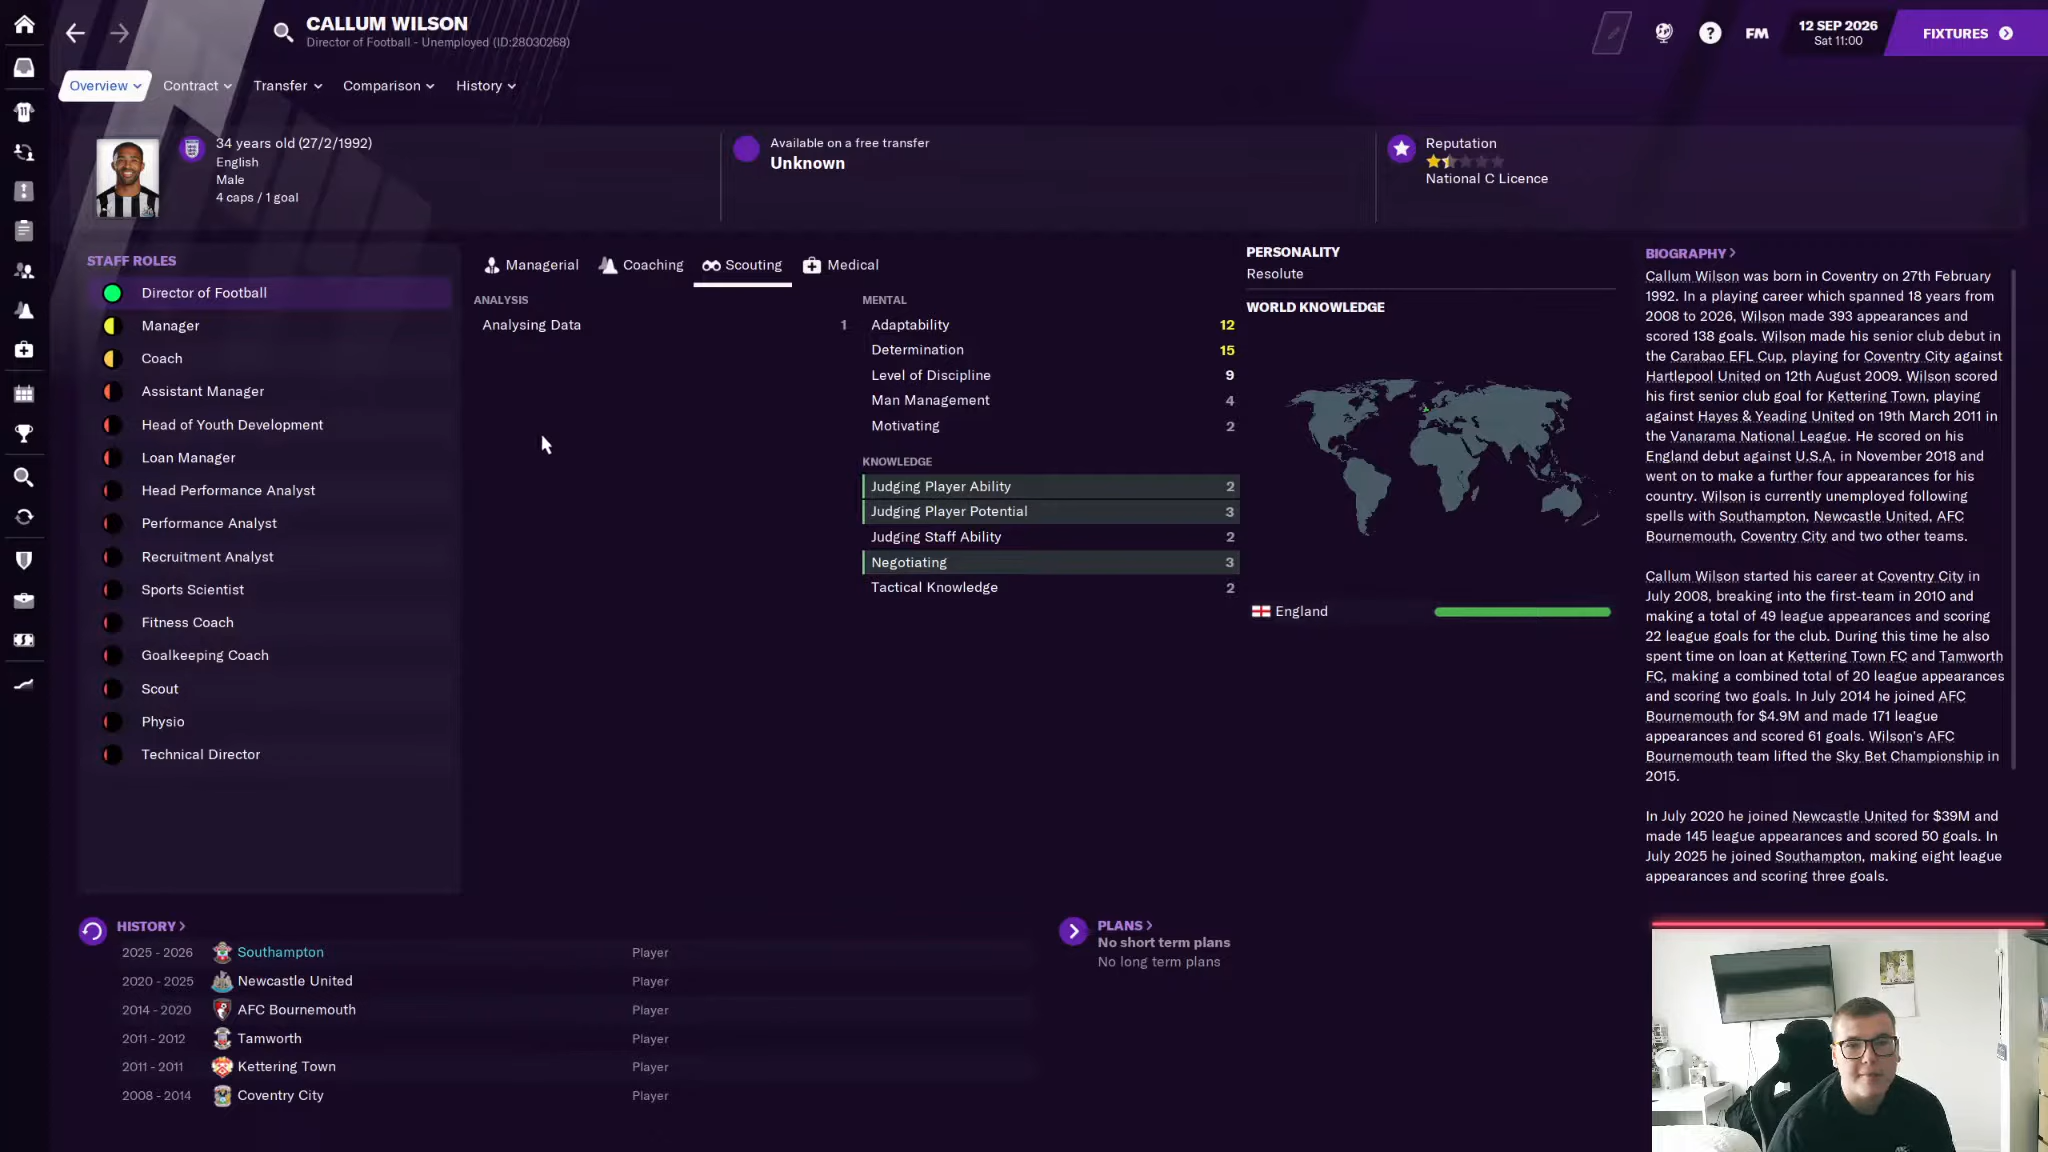 CALLUM WILSON
Director of Football - Unemployed (ID:28030268)
FM
12 SEP 2026
Sat 11:00
FIXTURES
Overview
Contract
Transfer
Comparison
History
34 years old (27/2/1992)
English
Male
4 caps / 1 goal
Available on a free transfer
Unknown
Reputation
National C Licence
STAFF ROLES
Director of Football
Manager
Coach
Assistant Manager
Head of Youth Development
Loan Manager
Head Performance Analyst
Performance Analyst
Recruitment Analyst
Sports Scientist
Fitness Coach
Goalkeeping Coach
Scout
Physio
Technical Director
Managerial
Coaching
Scouting
Medical
ANALYSIS
Analysing Data 1
MENTAL
Adaptability 12
Determination 15
Level of Discipline 9
Man Management 4
Motivating 2
KNOWLEDGE
Judging Player Ability 2
Judging Player Potential 3
Judging Staff Ability 2
Negotiating 3
Tactical Knowledge 2
PERSONALITY
Resolute
WORLD KNOWLEDGE
England
BIOGRAPHY
Callum Wilson was born in Coventry on 27th February
1992. In a playing career which spanned 18 years from
2008 to 2026, Wilson made 393 appearances and
scored 138 goals. Wilson made his senior club debut in
the Carabao EFL Cup, playing for Coventry City against
Hartlepool United on 12th August 2009. Wilson scored
his first senior club goal for Kettering Town, playing
against Hayes & Yeading United on 19th March 2011 in
the Vanarama National League. He scored on his
England debut against U.S.A. in November 2018 and
went on to make a further four appearances for his
country. Wilson is currently unemployed following
spells with Southampton, Newcastle United, AFC
Bournemouth, Coventry City and two other teams.
Callum Wilson started his career at Coventry City in
July 2008, breaking into the first-team in 2010 and
making a total of 49 league appearances and scoring
22 league goals for the club. During this time he also
spent time on loan at Kettering Town FC and Tamworth
FC, making a combined total of 20 league appearances
and scoring two goals. In July 2014 he joined AFC
Bournemouth for $4.9M and made 171 league
appearances and scored 61 goals. Wilson's AFC
Bournemouth team lifted the Sky Bet Championship in
2015.
In July 2020 he joined Newcastle United for $39M and
made 145 league appearances and scored 50 goals. In
July 2025 he joined Southampton, making eight league
appearances and scoring three goals.
HISTORY
2025 - 2026 Southampton Player
2020 - 2025 Newcastle United Player
2014 - 2020 AFC Bournemouth Player
2011 - 2012 Tamworth Player
2011 - 2011 Kettering Town Player
2008 - 2014 Coventry City Player
PLANS
No short term plans
No long term plans